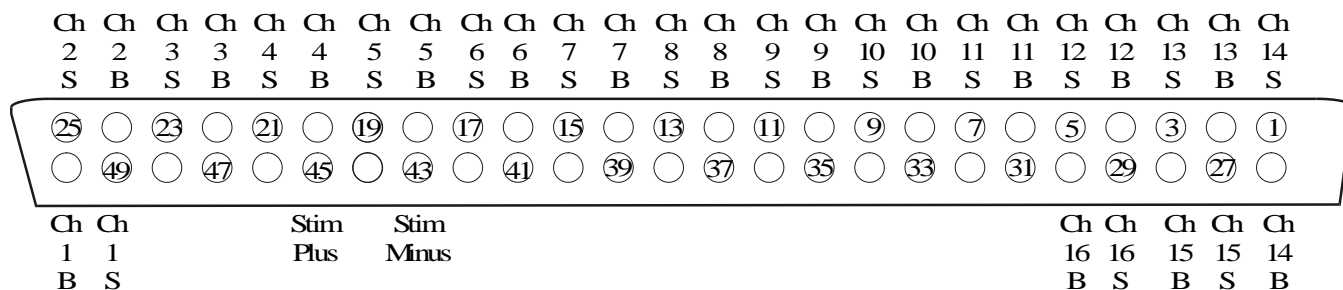 Ch Ch Ch Ch Ch Ch Ch Ch Ch Ch Ch Ch Ch Ch Ch Ch Ch Ch Ch Ch Ch Ch Ch Ch Ch
2 2 3 3 4 4 5 5 6 6 7 7 8 8 9 9 10 10 11 11 12 12 13 13 14
S B S B S B S B S B S B S B S B S B S B S B S B S
25 23 21 19 17 15 13 11 9 7 5 3 1
49 47 45 43 41 39 37 35 33 31 29 27
Ch Ch Stim Stim Ch Ch Ch Ch Ch
1 1 Plus Minus 16 16 15 15 14
B S B S B S B